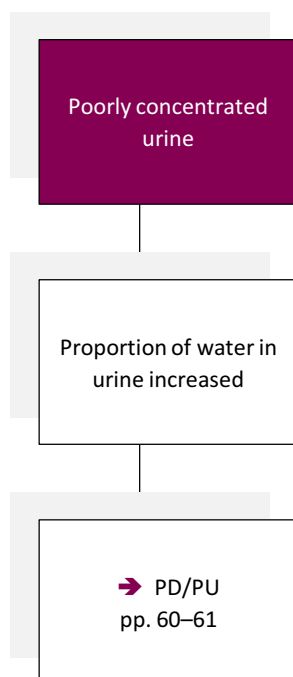 Poorly concentrated
urine
Proportion of water in
urine increased
➔ PD/PU
pp. 60–61